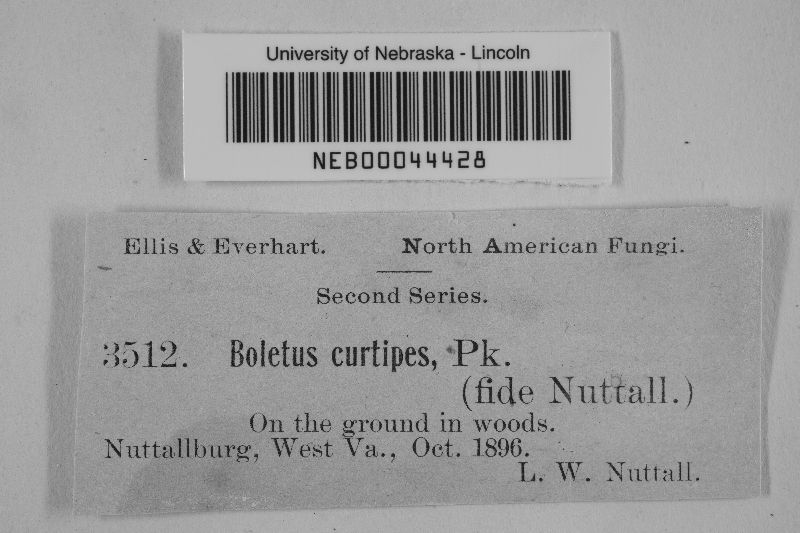 University of Nebraska - Lincoln
NEB00044428
Ellis & Everhart. North American Fungi.
Second Series.
3512. Boletus curtipes, Pk.
(fide Nuttall.)
On the ground in woods.
Nuttallburg, West Va., Oct. 1896.
L. W. Nuttall.